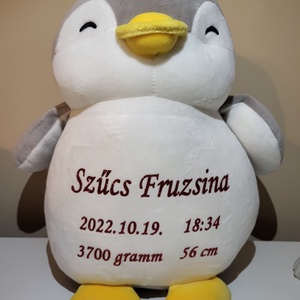 Szűcs Fruzsina
2022.10.19. 18:34
3700 gramm 56 cm